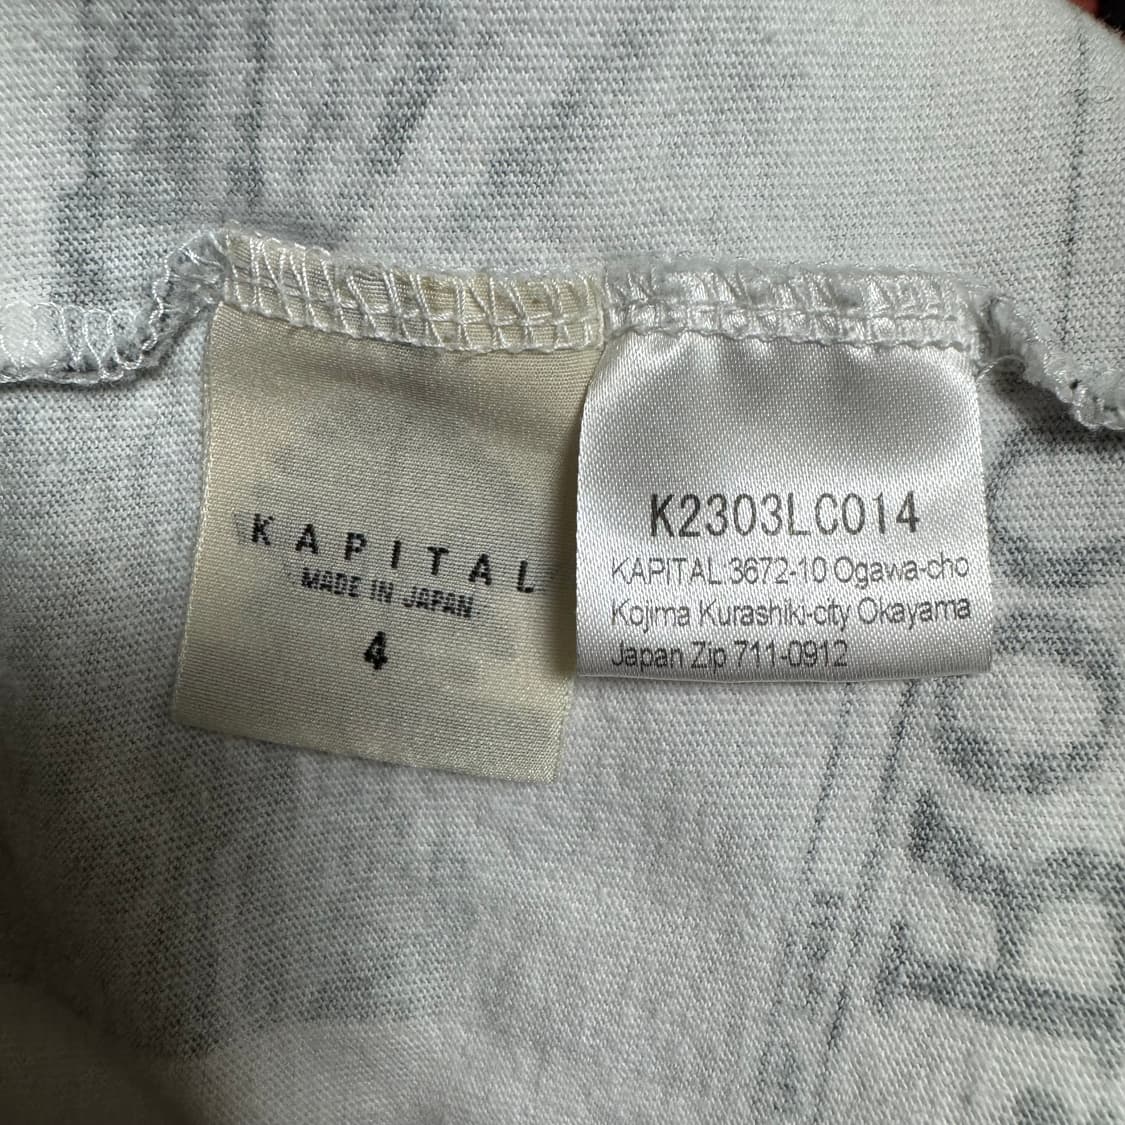 KAPITAL
MADE IN JAPAN
4
K2303LC014
KAPITAL 3672-10 Ogawa-cho
Kojima Kurashiki-city Okayama
Japan Zip 711-0912